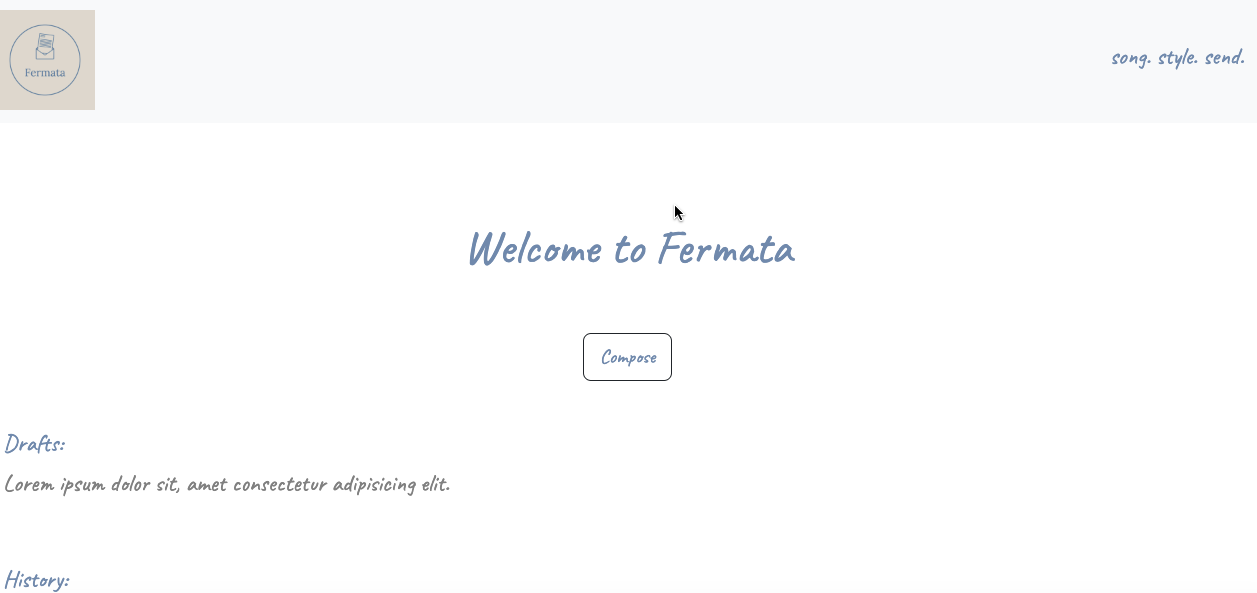 Fermata
song. style. send.
Welcome to Fermata
Compose
Drafts:
Lorem ipsum dolor sit, amet consectetur adipisicing elit.
History: